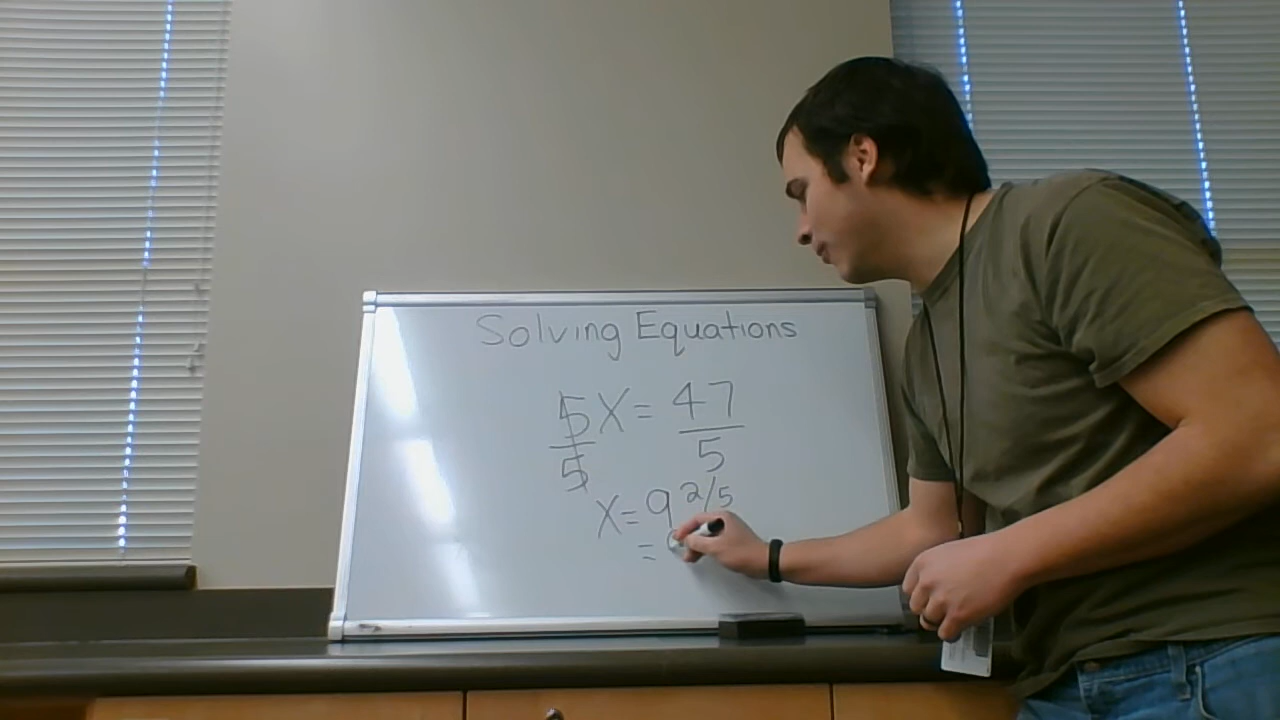 Solving Equations
5X = 47
5 5
X = 9 2/5
=